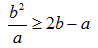 b²/a ≥ 2b − a